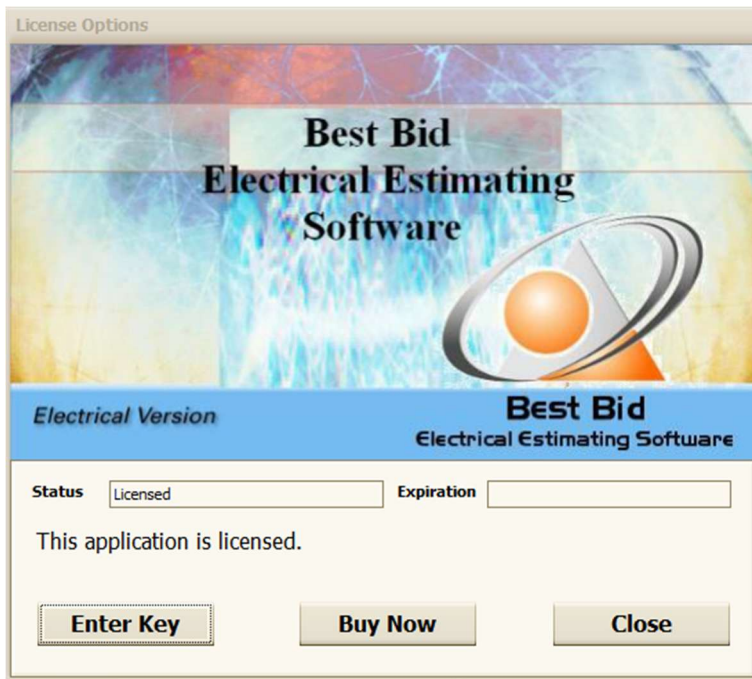 License Options
Best Bid
Electrical Estimating
Software
Electrical Version
Best Bid
Electrical Estimating Software
Status Licensed Expiration
This application is licensed.
Enter Key Buy Now Close